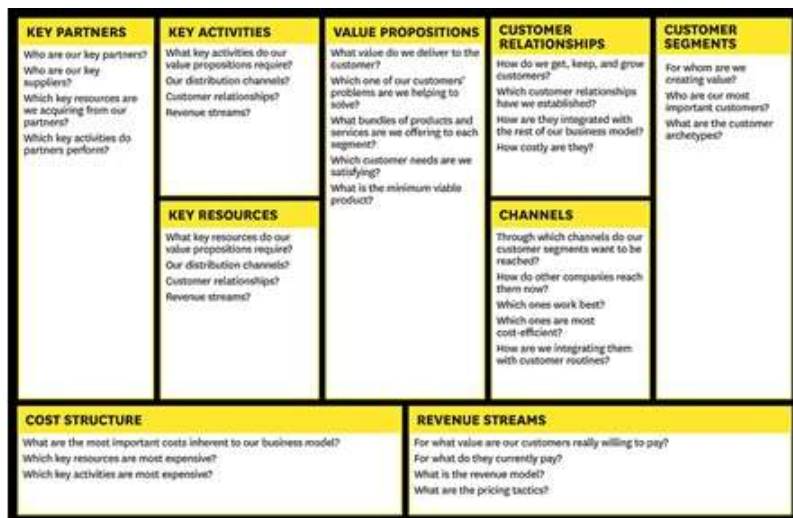 KEY PARTNERS
Who are our key partners?
Who are our key
suppliers?
Which key resources are
we acquiring from our
partners?
Which key activities do
partners perform?
KEY ACTIVITIES
What key activities do our
value propositions require?
Our distribution channels?
Customer relationships?
Revenue streams?
KEY RESOURCES
What key resources do our
value propositions require?
Our distribution channels?
Customer relationships?
Revenue streams?
VALUE PROPOSITIONS
What value do we deliver to the
customer?
Which one of our customers'
problems are we helping to
solve?
What bundles of products and
services are we offering to each
segment?
Which customer needs are we
satisfying?
What is the minimum viable
product?
CUSTOMER
RELATIONSHIPS
How do we get, keep, and grow
customers?
Which customer relationships
have we established?
How are they integrated with
the rest of our business model?
How costly are they?
CHANNELS
Through which channels do our
customer segments want to be
reached?
How do other companies reach
them now?
Which ones work best?
Which ones are most
cost-efficient?
How are we integrating them
with customer routines?
CUSTOMER
SEGMENTS
For whom are we
creating value?
Who are our most
important customers?
What are the customer
archetypes?
COST STRUCTURE
What are the most important costs inherent to our business model?
Which key resources are most expensive?
Which key activities are most expensive?
REVENUE STREAMS
For what value are our customers really willing to pay?
For what do they currently pay?
What is the revenue model?
What are the pricing tactics?